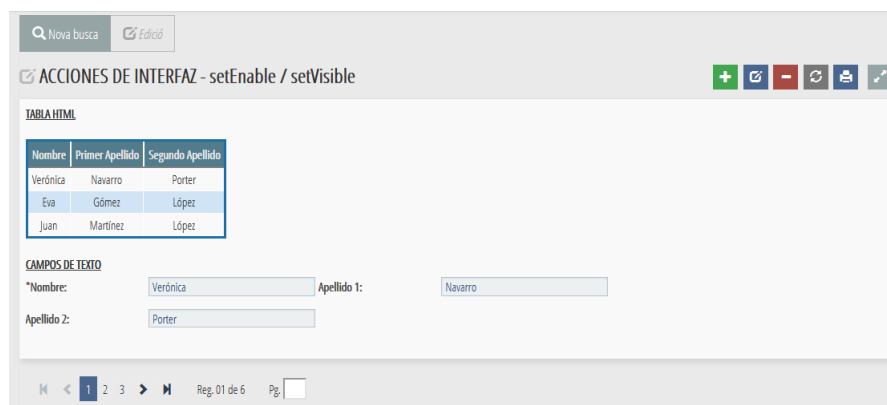 Nova busca Edició
ACCIONES DE INTERFAZ - setEnable / setVisible
TABLA HTML
Nombre Primer Apellido Segundo Apellido
Verónica Navarro Porter
Eva Gómez López
Juan Martínez López
CAMPOS DE TEXTO
*Nombre: Verónica Apellido 1: Navarro
Apellido 2: Porter
1 2 3 Reg. 01 de 6 Pg.